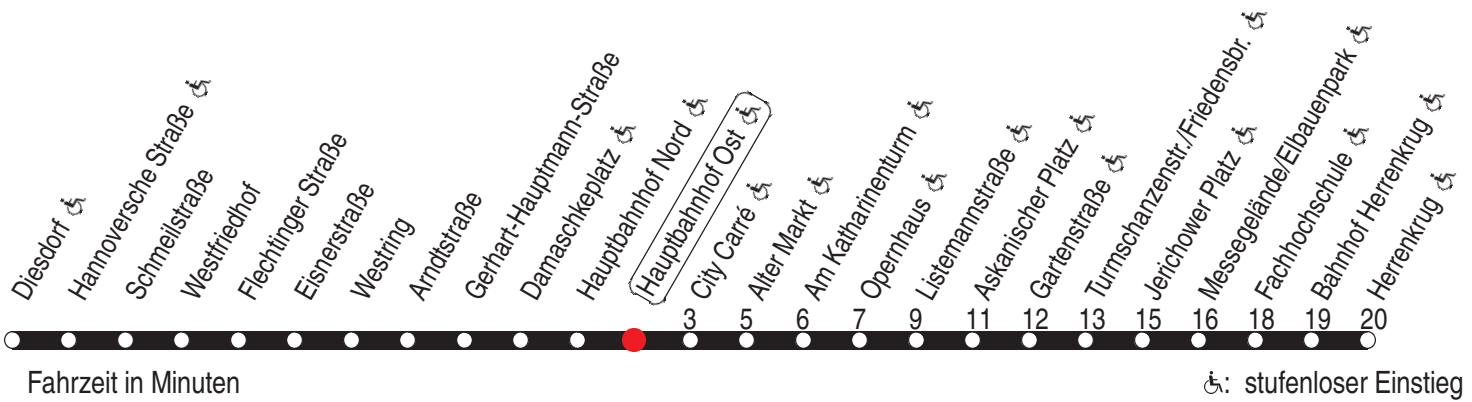 Diesdorf
Hannoversche Straße
Schmeilstraße
Westfriedhof
Flechtinger Straße
Eisnerstraße
Westring
Arndtstraße
Gerhart-Hauptmann-Straße
Damaschkeplatz
Hauptbahnhof Nord
Hauptbahnhof Ost
City Carré
Alter Markt
Am Katharinenturm
Opernhaus
Listemannstraße
Askanischer Platz
Gartenstraße
Turmschanzenstr./Friedensbr.
Jerichower Platz
Messegelände/Elbauenpark
Fachhochschule
Bahnhof Herrenkrug
Herrenkrug
3 5 6 7 9 11 12 13 15 16 18 19 20
Fahrzeit in Minuten
: stufenloser Einstieg